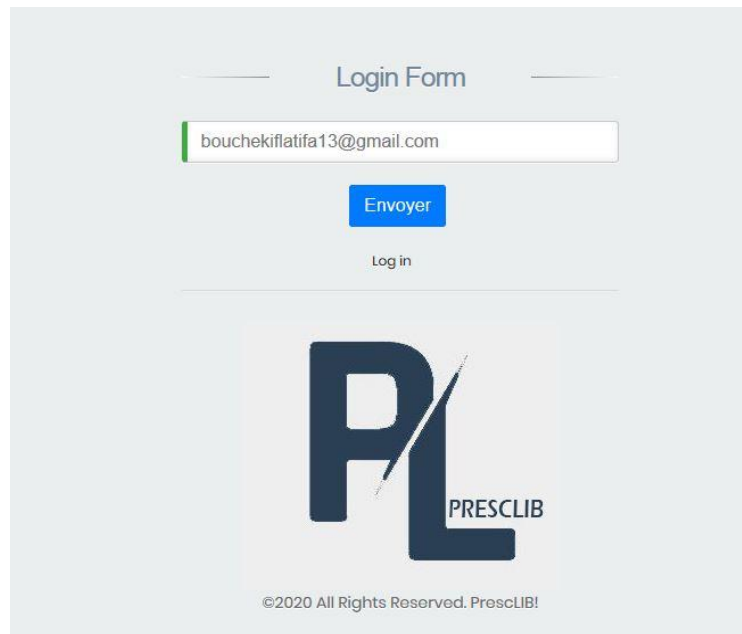 Login Form
bouchekiflatifa13@gmail.com
Envoyer
Log in
PL
PRESCLIB
©2020 All Rights Reserved. PrescLIB!